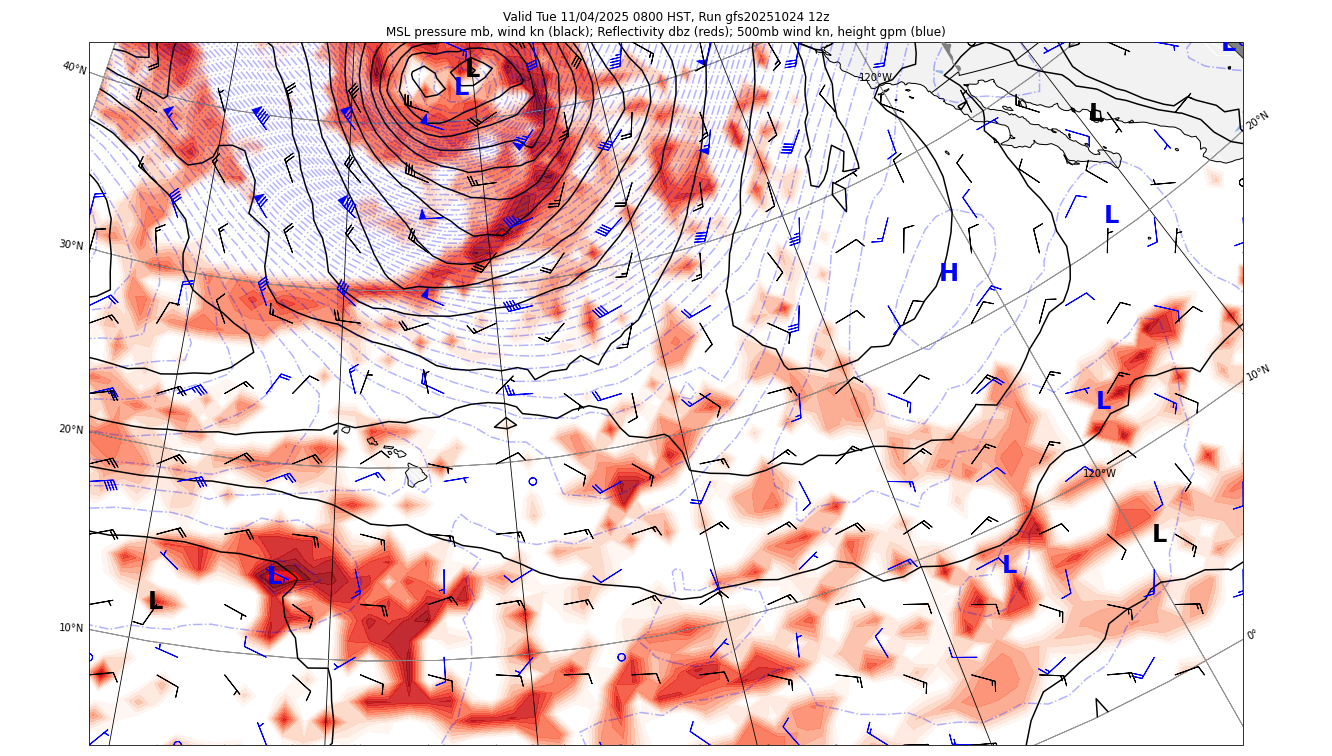 Valid Tue 11/04/2025 0800 HST, Run gfs20251024 12z
MSL pressure mb, wind kn (black); Reflectivity dbz (reds); 500mb wind kn, height gpm (blue)
L
40°N
L
120°W
L
L
20°N
L
30°N
H
10°N
L
20°N
120°W
L
L
L
L
10°N
0°